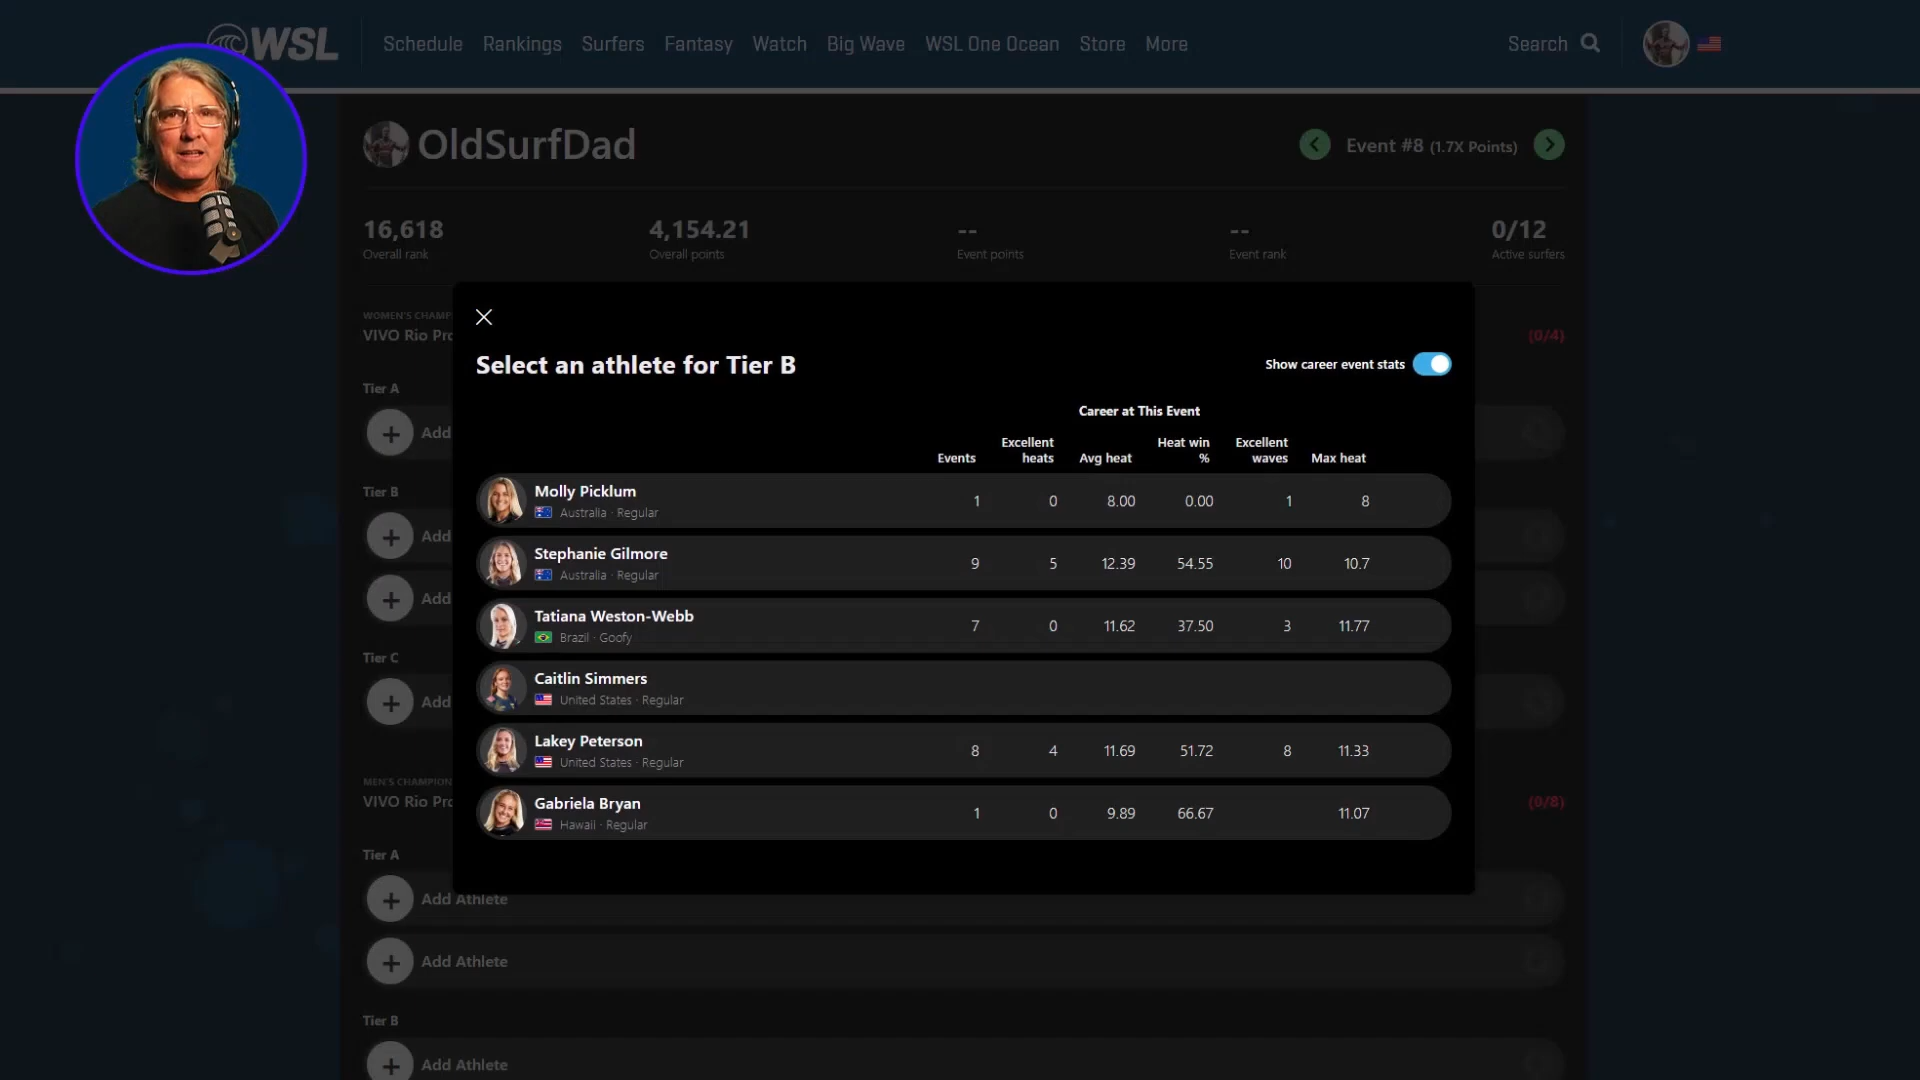 WSL
Schedule Rankings Surfers Fantasy Watch Big Wave WSL One Ocean Store More
Search
OldSurfDad
Event #8 (1.7X Points)
16,618 4,154.21 -- -- 0/12
Overall rank Overall points Event points Event rank Active surfers
WOMEN'S CHAMP
VIVO Rio Pro (0/4)
Select an athlete for Tier B
Show career event stats
Tier A
Add
Career at This Event
Events Excellent heats Avg heat Heat win % Excellent waves Max heat
Molly Picklum 1 0 8.00 0.00 1 8
Australia · Regular
Tier B
Add
Stephanie Gilmore 9 5 12.39 54.55 10 10.7
Australia · Regular
Add
Tatiana Weston-Webb 7 0 11.62 37.50 3 11.77
Brazil · Goofy
Tier C
Add
Caitlin Simmers
United States · Regular
Lakey Peterson 8 4 11.69 51.72 8 11.33
United States · Regular
MEN'S CHAMPION
VIVO Rio Pro (0/8)
Gabriela Bryan 1 0 9.89 66.67 11.07
Hawaii · Regular
Tier A
Add Athlete
Add Athlete
Tier B
Add Athlete